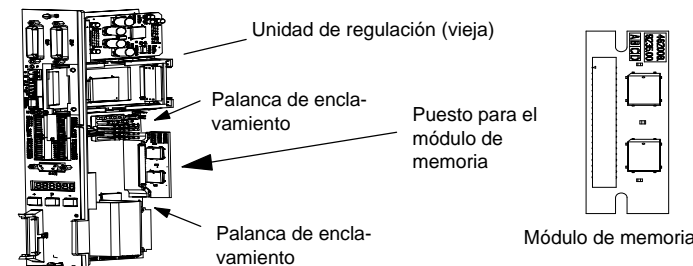 Unidad de regulación (vieja)
Palanca de encla-
vamiento
Puesto para el
módulo de
memoria
Palanca de encla-
vamiento
Módulo de memoria
ABCD